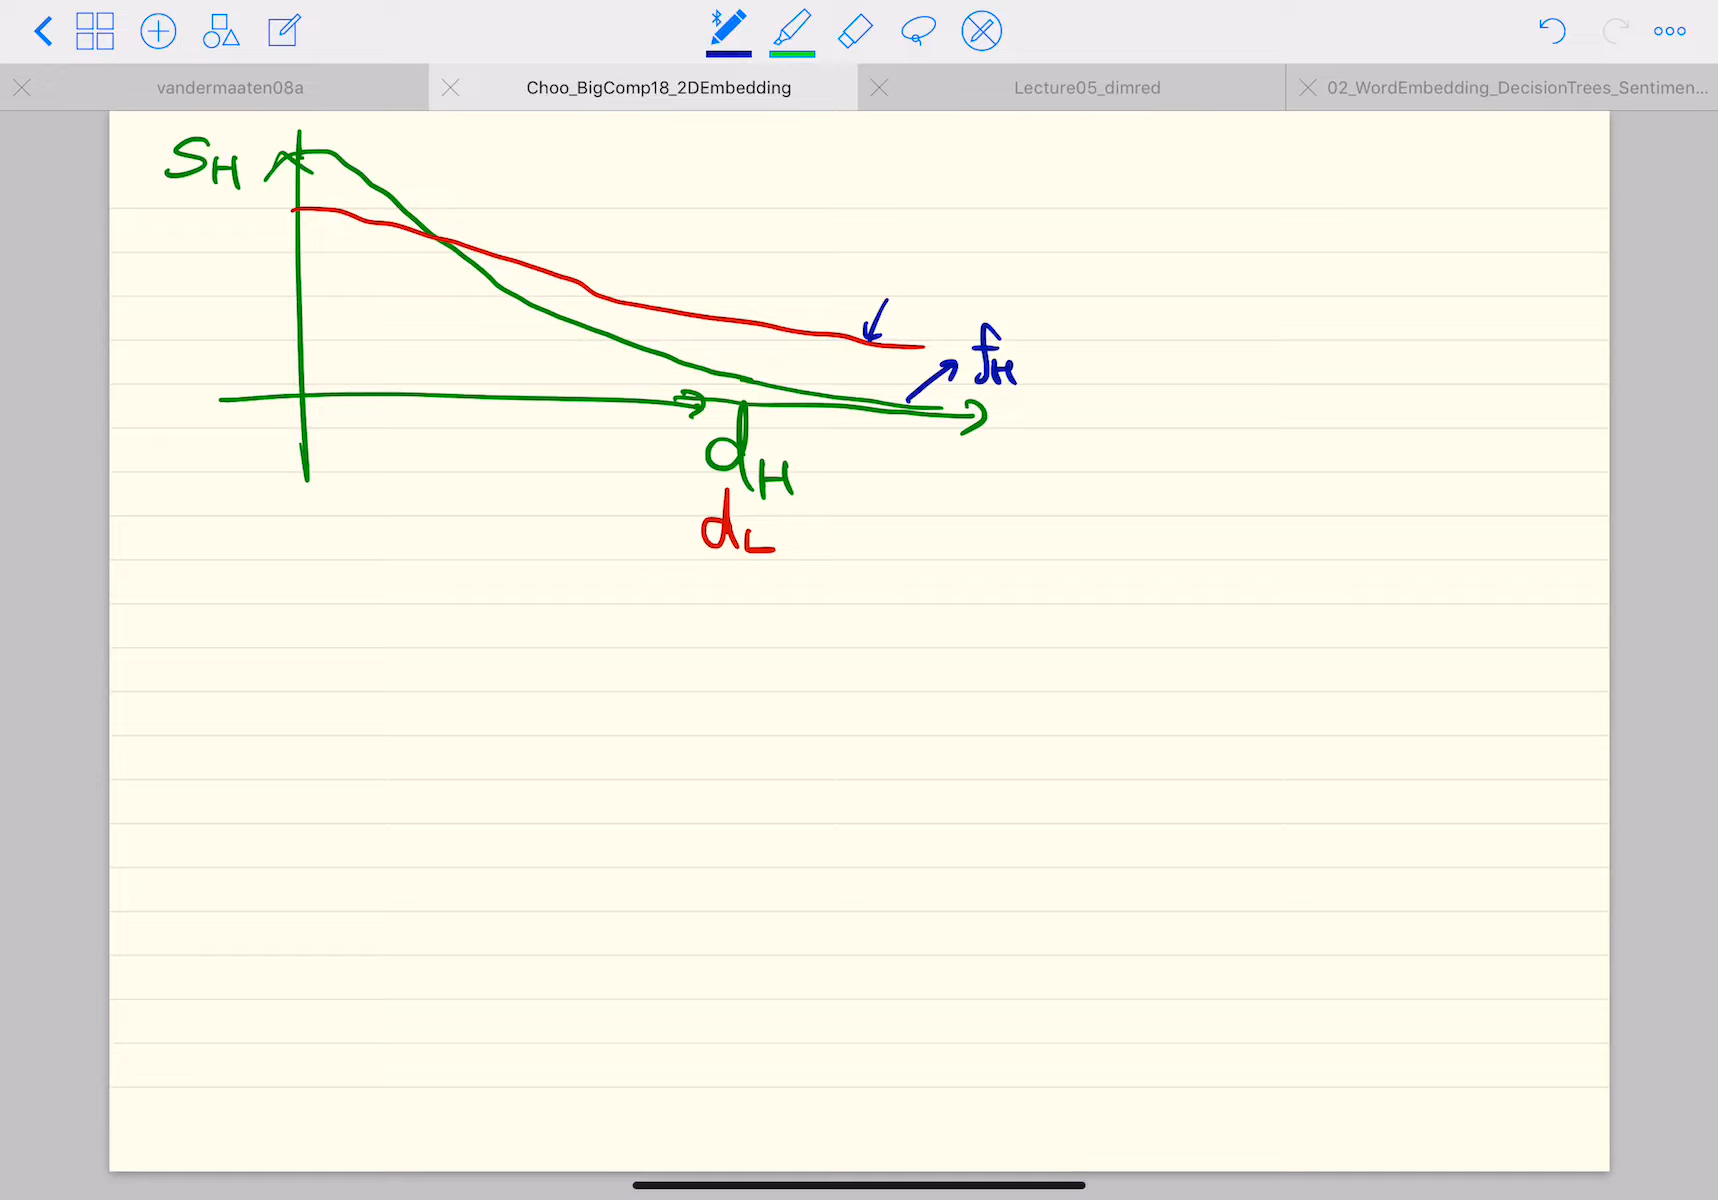 vandermaaten08a
Choo_BigComp18_2DEmbedding
Lecture05_dimred
02_WordEmbedding_DecisionTrees_Sentimen...
SH
fH
dH
dL